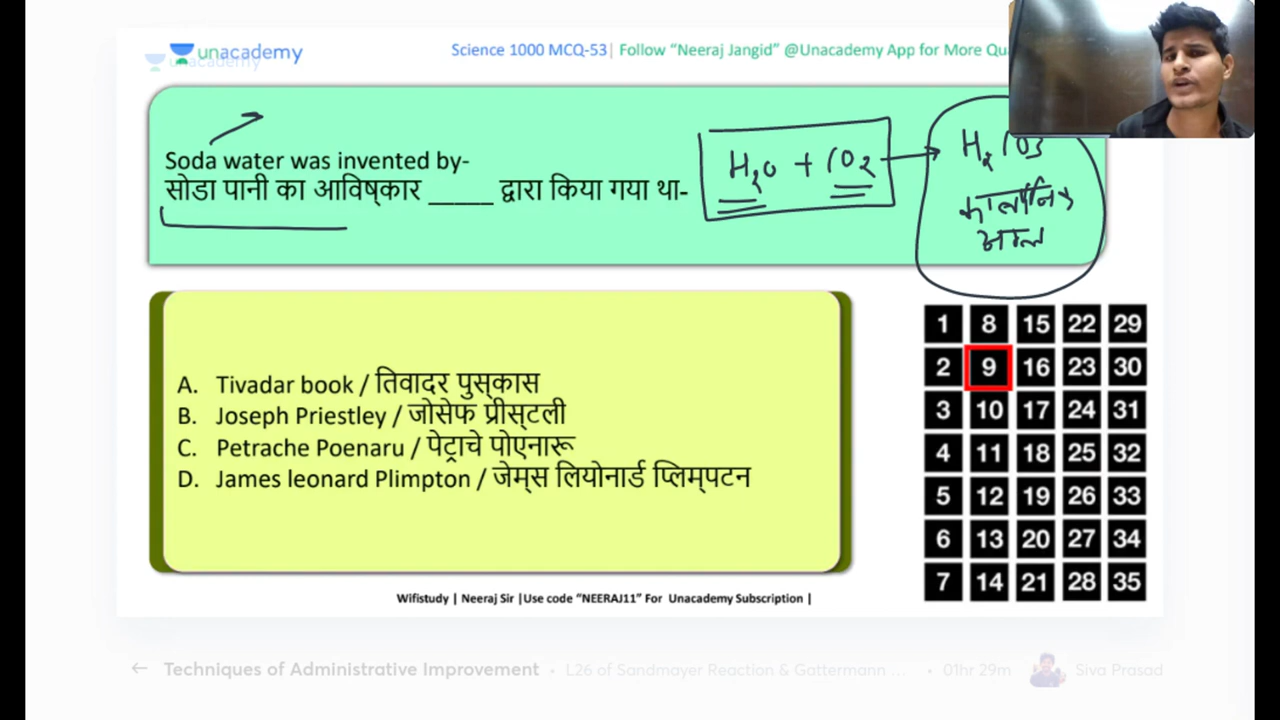 unacademy
unacademy
Science 1000 MCQ-53| Follow “Neeraj Jangid” @Unacademy App for More Qu
Soda water was invented by-
सोडा पानी का आविष्कार _____ द्वारा किया गया था-
H₂O + CO₂
H₂CO₃
A. Tivadar book / तिवादर पुस्कास
B. Joseph Priestley / जोसेफ प्रीस्टली
C. Petrache Poenaru / पेट्राचे पोएनारू
D. James leonard Plimpton / जेम्स लियोनार्ड प्लिम्पटन
1 8 15 22 29
2 9 16 23 30
3 10 17 24 31
4 11 18 25 32
5 12 19 26 33
6 13 20 27 34
7 14 21 28 35
Wifistudy | Neeraj Sir |Use code “NEERAJ11” For Unacademy Subscription |
← Techniques of Administrative Improvement • L26 of Sandmayer Reaction & Gattermann ... • 01hr 29m Siva Prasad